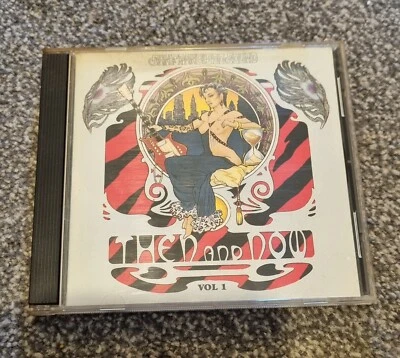 THEN AND NOW
VOL 1